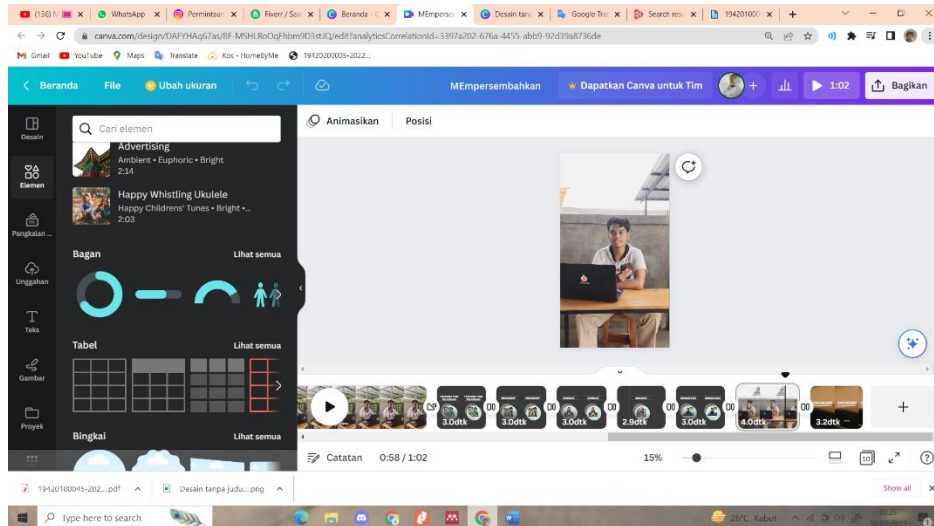 (136) M
WhatsApp
Permintaan
Fiverr / Sea
Beranda - C
MEmpersem
Desain tanp
Google Tran
Search resu
194201000
canva.com/design/DAFYHAq67as/8F-MSHLRoOqFhbm9D3stJQ/edit?analyticsCorrelationId=3397a202-676a-4455-abb9-92d39a8736de
Gmail
YouTube
Maps
Translate
Kos - HomeByMe
19420200005-2022...
Beranda
File
Ubah ukuran
MEmpersembahkan
Dapatkan Canva untuk Tim
1:02
Bagikan
Desain
Elemen
Pangkalan ...
Unggahan
Teks
Gambar
Proyek
Cari elemen
Advertising
Ambient • Euphoric • Bright
2:14
Happy Whistling Ukulele
Happy Childrens' Tunes • Bright •...
2:03
Bagan
Lihat semua
Tabel
Lihat semua
Bingkai
Lihat semua
Animasikan
Posisi
3.0dtk
3.0dtk
3.0dtk
2.9dtk
3.0dtk
4.0dtk
3.2dtk
Catatan
0:58 / 1:02
15%
10
19420100045-202....pdf
Desain tanpa judu....png
Show all
Type here to search
26°C Kabut